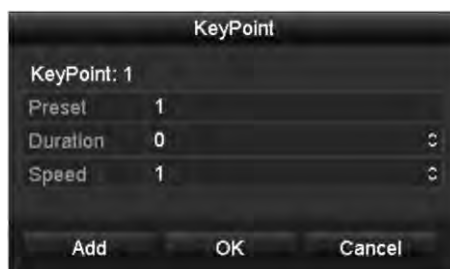 KeyPoint
KeyPoint: 1
Preset 1
Duration 0
Speed 1
Add OK Cancel